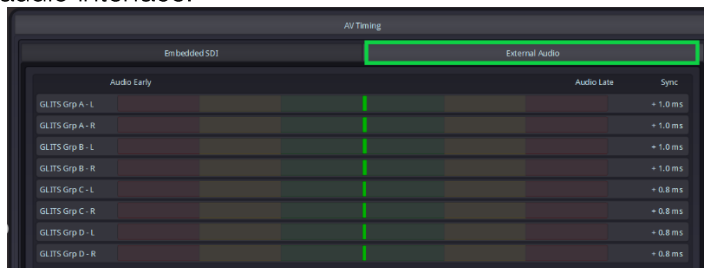 audio interface.
AV Timing
Embedded SDI External Audio
Audio Early Audio Late Sync
GLITS Grp A - L + 1.0 ms
GLITS Grp A - R + 1.0 ms
GLITS Grp B - L + 1.0 ms
GLITS Grp B - R + 1.0 ms
GLITS Grp C - L + 0.8 ms
GLITS Grp C - R + 0.8 ms
GLITS Grp D - L + 0.8 ms
GLITS Grp D - R + 0.8 ms